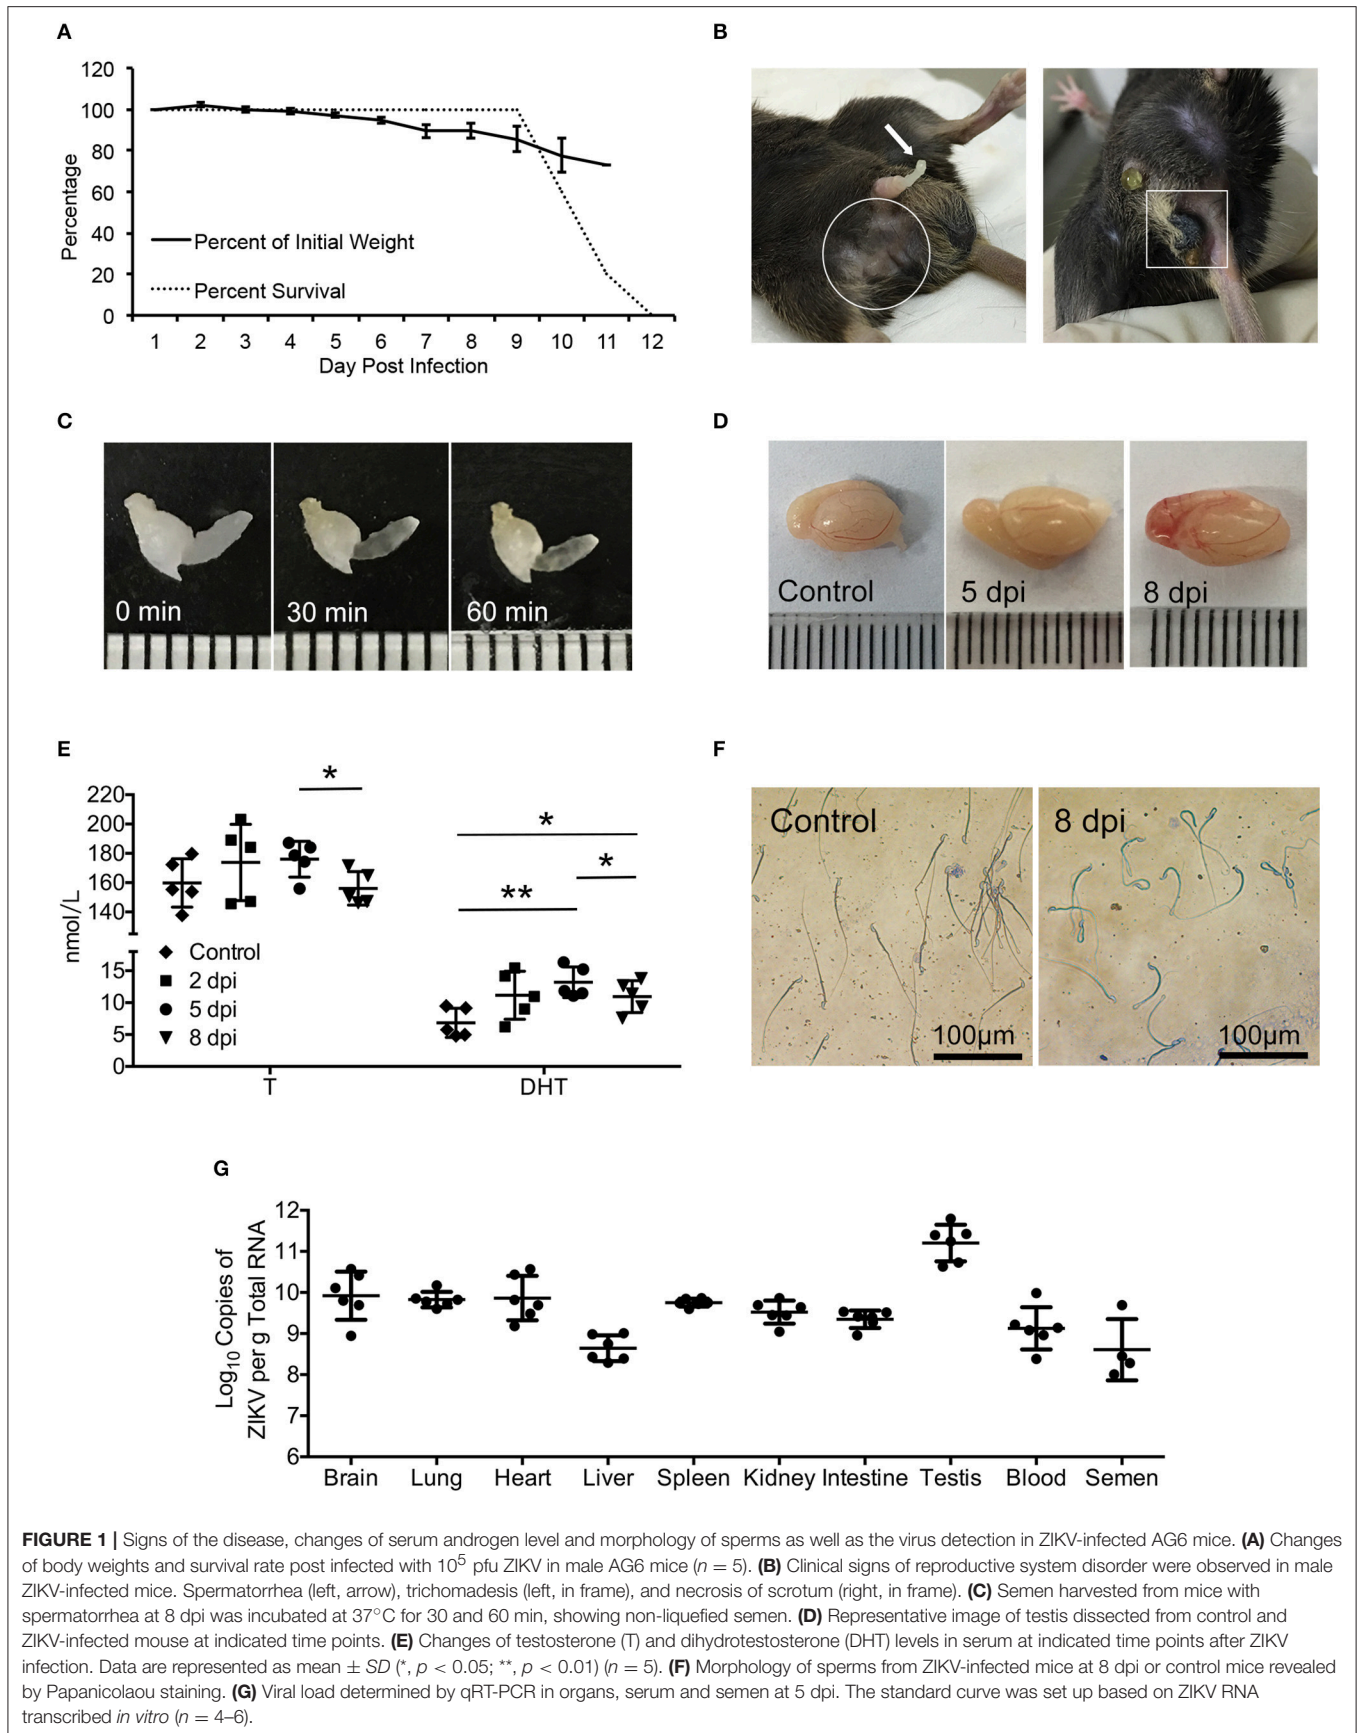 A
120
100
80
60
40
20
0
Percentage
Percent of Initial Weight
Percent Survival
1 2 3 4 5 6 7 8 9 10 11 12
Day Post Infection
B
C
0 min
30 min
60 min
D
Control
5 dpi
8 dpi
E
220
200
180
160
140
15
10
5
0
nmol/L
*
*
*
**
Control
2 dpi
5 dpi
8 dpi
T
DHT
F
Control
100µm
8 dpi
100µm
G
12
11
10
9
8
7
6
Log10 Copies of
ZIKV per g Total RNA
Brain Lung Heart Liver Spleen Kidney Intestine Testis Blood Semen
FIGURE 1 | Signs of the disease, changes of serum androgen level and morphology of sperms as well as the virus detection in ZIKV-infected AG6 mice. (A) Changes
of body weights and survival rate post infected with 10^5 pfu ZIKV in male AG6 mice (n = 5). (B) Clinical signs of reproductive system disorder were observed in male
ZIKV-infected mice. Spermatorrhea (left, arrow), trichomadesis (left, in frame), and necrosis of scrotum (right, in frame). (C) Semen harvested from mice with
spermatorrhea at 8 dpi was incubated at 37°C for 30 and 60 min, showing non-liquefied semen. (D) Representative image of testis dissected from control and
ZIKV-infected mouse at indicated time points. (E) Changes of testosterone (T) and dihydrotestosterone (DHT) levels in serum at indicated time points after ZIKV
infection. Data are represented as mean ± SD (*, p < 0.05; **, p < 0.01) (n = 5). (F) Morphology of sperms from ZIKV-infected mice at 8 dpi or control mice revealed
by Papanicolaou staining. (G) Viral load determined by qRT-PCR in organs, serum and semen at 5 dpi. The standard curve was set up based on ZIKV RNA
transcribed in vitro (n = 4–6).